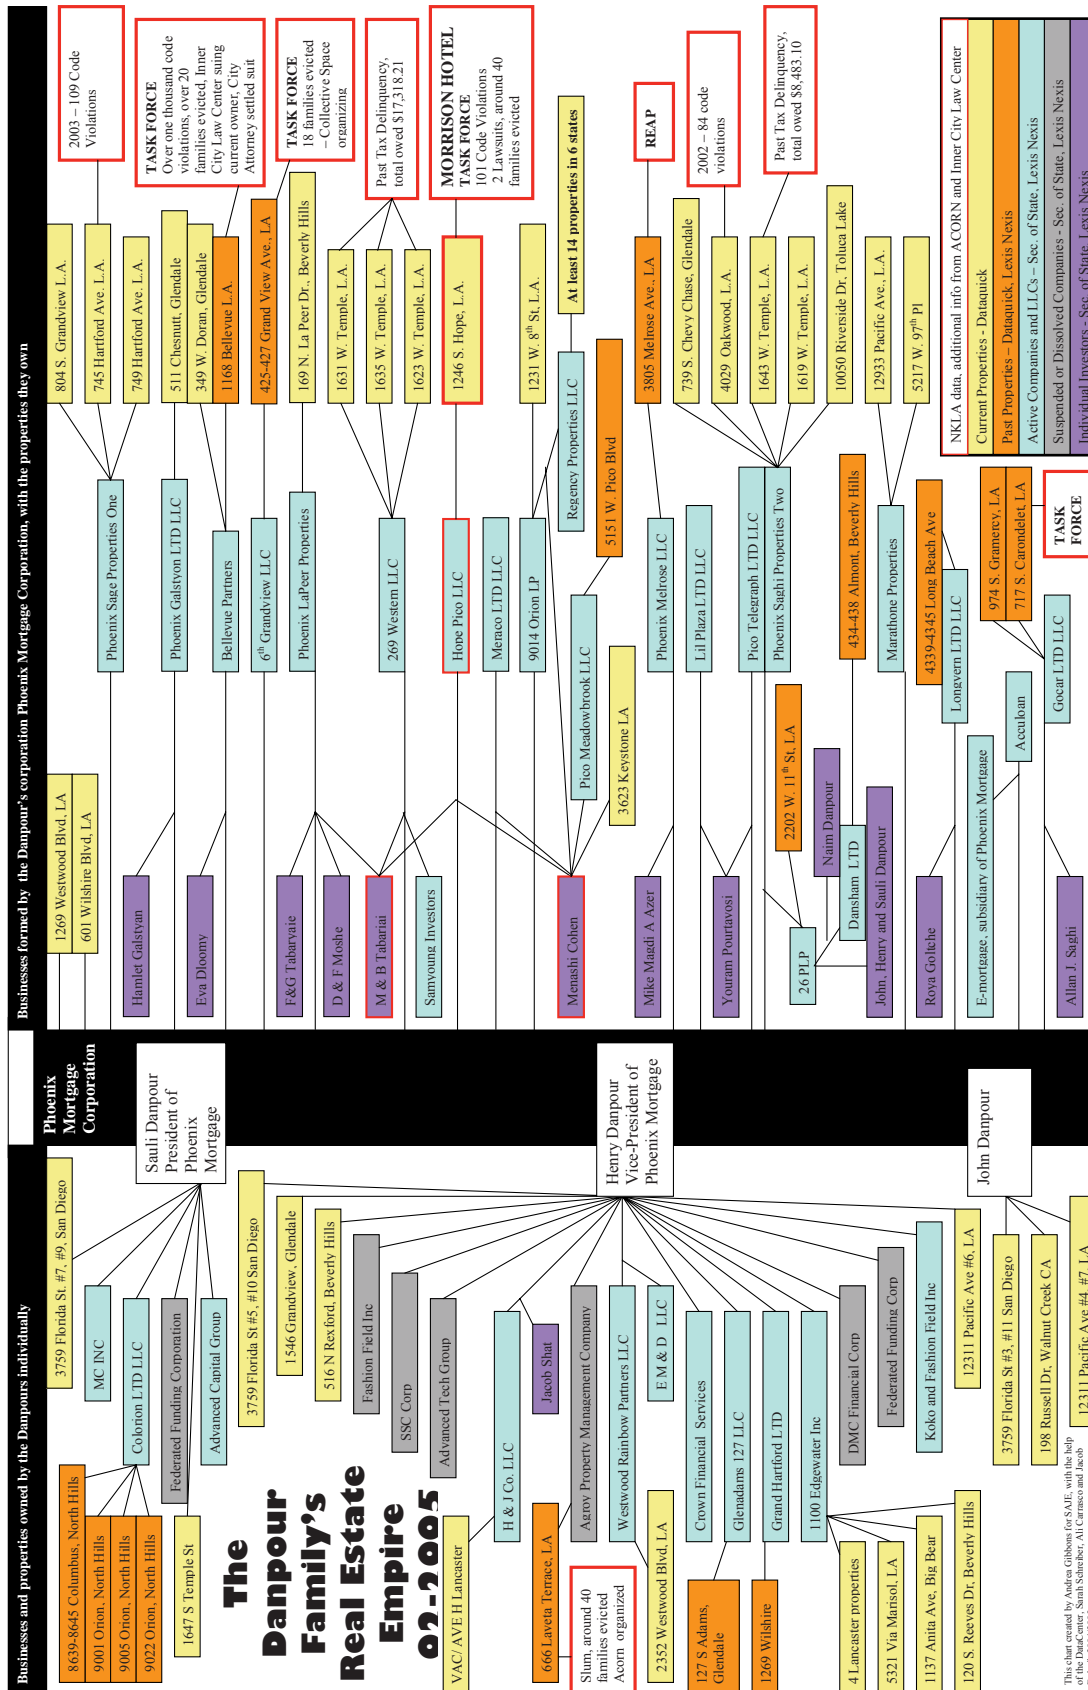 Businesses and properties owned by the Danpours individually
Businesses formed by the Danpour's corporation Phoenix Mortgage Corporation, with the properties they own
The
Danpour
Family's
Real Estate
Empire
02-2005
Phoenix
Mortgage
Corporation
Sauli Danpour
President of
Phoenix
Mortgage
3759 Florida St. #7, #9, San Diego
MC INC
Colorion LTD LLC
8639-8645 Columbus, North Hills
9001 Orion, North Hills
9005 Orion, North Hills
9022 Orion, North Hills
Federated Funding Corporation
1647 S Temple St
Advanced Capital Group
Henry Danpour
Vice-President of
Phoenix Mortgage
3759 Florida St #5, #10 San Diego
1546 Grandview, Glendale
516 N Rexford, Beverly Hills
Fashion Field Inc
SSC Corp
Advanced Tech Group
H & J Co. LLC
VAC/ AVE H Lancaster
Jacob Shat
Agroy Property Management Company
666 Laveta Terrace, LA
Slum, around 40
families evicted
Acorn organized
Westwood Rainbow Partners LLC
2352 Westwood Blvd, LA
E M & D LLC
Crown Financial Services
Glenadams 127 LLC
127 S Adams,
Glendale
Grand Hartford LTD
1269 Wilshire
1100 Edgewater Inc
4 Lancaster properties
5321 Via Marisol, LA
1137 Anita Ave, Big Bear
120 S. Reeves Dr, Beverly Hills
DMC Financial Corp
Federated Funding Corp
Koko and Fashion Field Inc
12311 Pacific Ave #6, LA
John Danpour
3759 Florida St #3, #11 San Diego
198 Russell Dr, Walnut Creek CA
12311 Pacific Ave #4, #7, LA
This chart created by Andrea Gibbons for SAJE, with the help
of the DataCenter, Sarah Schreiber, Ali Carrasco and Jacob
1269 Westwood Blvd, LA
601 Wilshire Blvd, LA
Hamlet Galstyan
Eva Dloomy
F&G Tabaryaie
D & F Moshe
M & B Tabariai
Samyoung Investors
Menashi Cohen
Mike Magdi A Azer
Youram Pourtavosi
26 PLP
2202 W. 11th St, LA
Naim Danpour
Dansham LTD
John, Henry and Sauli Danpour
Roya Goltche
E-mortgage, subsidiary of Phoenix Mortgage
Allan J. Saghi
Phoenix Sage Properties One
Phoenix Galstyon LTD LLC
Bellevue Partners
6th Grandview LLC
Phoenix LaPeer Properties
269 Western LLC
Hope Pico LLC
Meraco LTD LLC
9014 Orion LP
Regency Properties LLC
Pico Meadowbrook LLC
5151 W. Pico Blvd
3623 Keystone LA
Phoenix Melrose LLC
Lil Plaza LTD LLC
Pico Telegraph LTD LLC
Phoenix Saghi Properties Two
434-438 Almont, Beverly Hills
Marathone Properties
4339-4345 Long Beach Ave
Longvern LTD LLC
Acculoan
Gocar LTD LLC
974 S. Gramercy, LA
717 S. Carondelet, LA
TASK
FORCE
804 S. Grandview L.A.
745 Hartford Ave. L.A.
749 Hartford Ave. L.A.
511 Chesnutt, Glendale
349 W. Doran, Glendale
1168 Bellevue L.A.
425-427 Grand View Ave., LA
169 N. La Peer Dr., Beverly Hills
1631 W. Temple, L.A.
1635 W. Temple, L.A.
1623 W. Temple, L.A.
1246 S. Hope, L.A.
1231 W. 8th St, L.A.
At least 14 properties in 6 states
3805 Melrose Ave., LA
739 S. Chevy Chase, Glendale
4029 Oakwood, L.A.
1643 W. Temple, L.A.
1619 W. Temple, L.A.
10050 Riverside Dr, Toluca Lake
12933 Pacific Ave., L.A.
5217 W. 97th Pl
2003 – 109 Code
Violations
TASK FORCE
Over one thousand code
violations, over 20
families evicted, Inner
City Law Center suing
current owner, City
Attorney settled suit
TASK FORCE
18 families evicted
– Collective Space
organizing
Past Tax Delinquency,
total owed $17,318.21
MORRISON HOTEL
TASK FORCE
101 Code Violations
2 Lawsuits, around 40
families evicted
REAP
2002 – 84 code
violations
Past Tax Delinquency,
total owed $8,483.10
NKLA data, additional info from ACORN and Inner City Law Center
Current Properties - Dataquick
Past Properties – Dataquick, Lexis Nexis
Active Companies and LLCs – Sec. of State, Lexis Nexis
Suspended or Dissolved Companies - Sec. of State, Lexis Nexis
Individual Investors - Sec. of State, Lexis Nexis